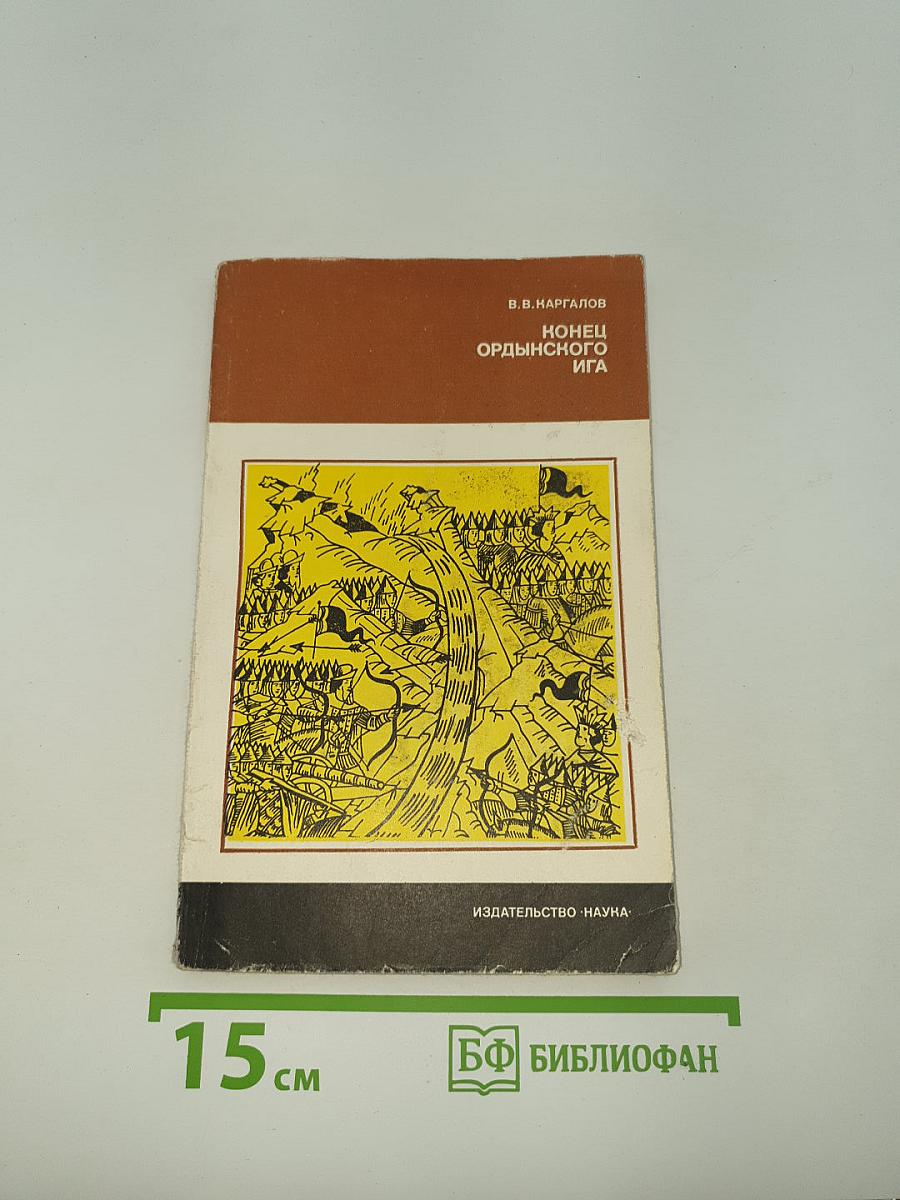 В.В.КАРГАЛОВ
КОНЕЦ
ОРДЫНСКОГО
ИГА
ИЗДАТЕЛЬСТВО ·НАУКА·
15 см
БФ БИБЛИОФАН